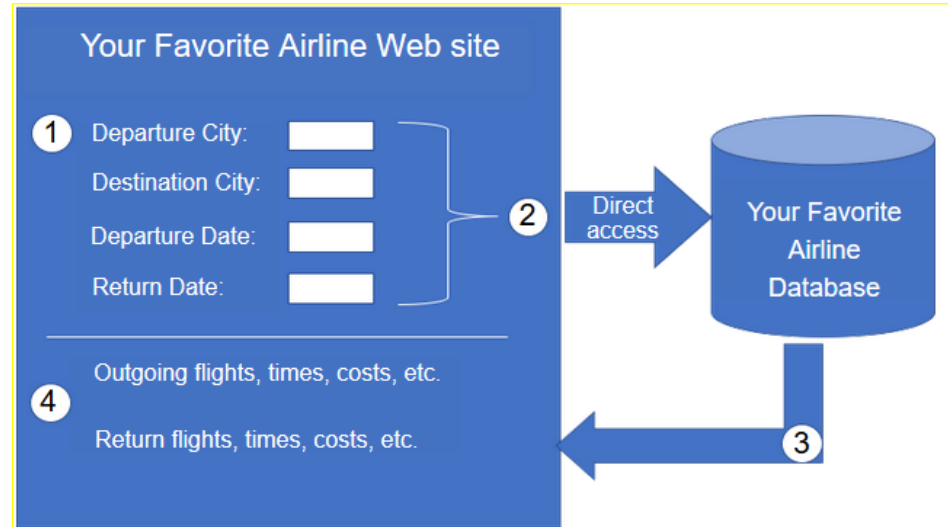 Your Favorite Airline Web site
1
Departure City:
Destination City:
Departure Date:
Return Date:
2
Direct
access
Your Favorite
Airline
Database
3
4
Outgoing flights, times, costs, etc.
Return flights, times, costs, etc.